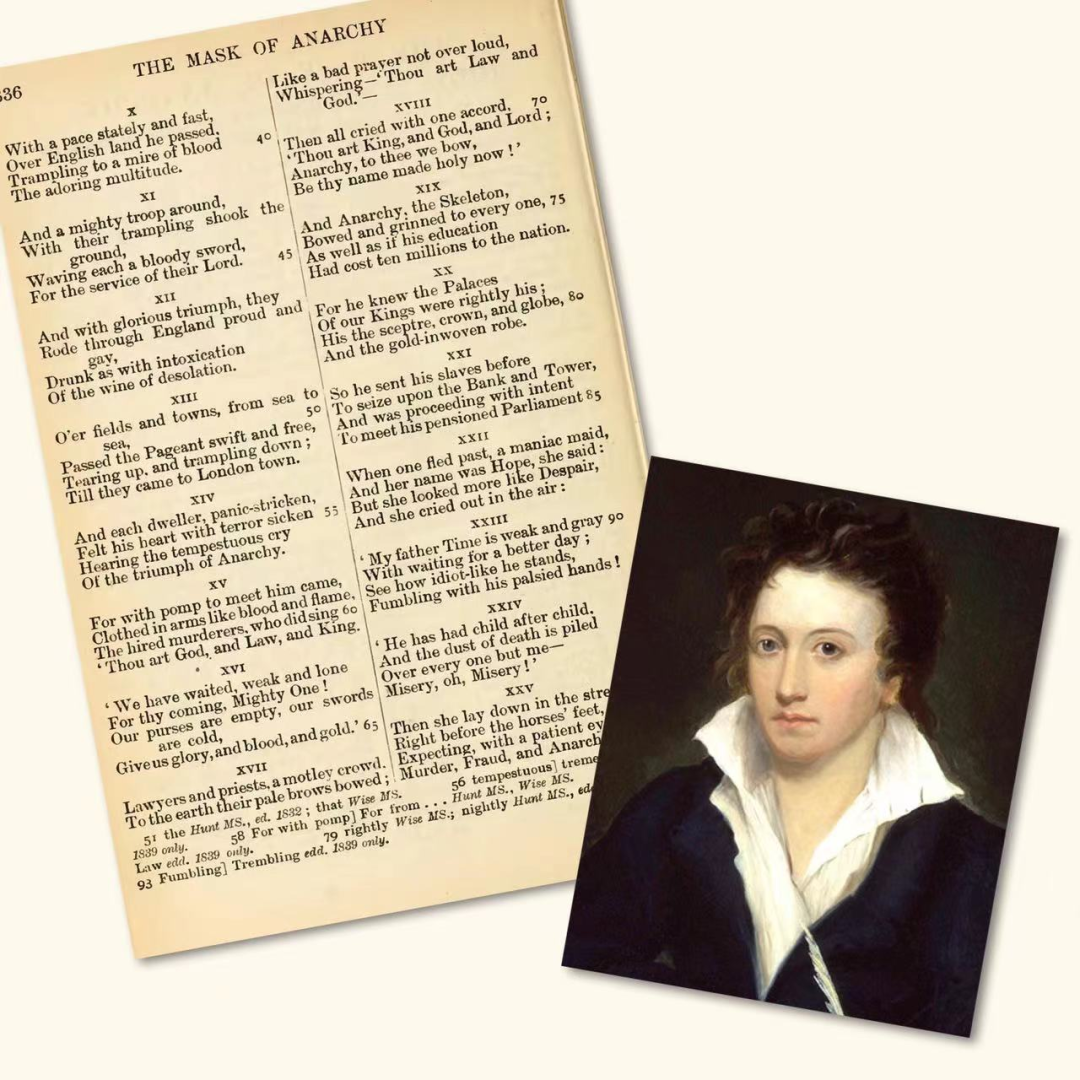 THE MASK OF ANARCHY
336
X
With a pace stately and fast,
Over English land he passed,
Trampling to a mire of blood 40
The adoring multitude.
XI
And a mighty troop around,
With their trampling shook the
ground,
Waving each a bloody sword, 45
For the service of their Lord.
XII
And with glorious triumph, they
Rode through England proud and
gay,
Drunk as with intoxication
Of the wine of desolation.
XIII
O'er fields and towns, from sea to
sea, 50
Passed the Pageant swift and free,
Tearing up, and trampling down;
Till they came to London town.
XIV
And each dweller, panic-stricken,
Felt his heart with terror sicken 55
Hearing the tempestuous cry
Of the triumph of Anarchy.
XV
For with pomp to meet him came,
Clothed in arms like blood and flame,
The hired murderers, who did sing 60
'Thou art God, and Law, and King.
XVI
'We have waited, weak and lone
For thy coming, Mighty One!
Our purses are empty, our swords
are cold,
Give us glory, and blood, and gold.' 65
XVII
Lawyers and priests, a motley crowd.
To the earth their pale brows bowed;
Like a bad prayer not over loud,
Whispering—'Thou art Law and
God.'—
XVIII
Then all cried with one accord, 70
'Thou art King, and God, and Lord;
Anarchy, to thee we bow,
Be thy name made holy now!'
XIX
And Anarchy, the Skeleton,
Bowed and grinned to every one, 75
As well as if his education
Had cost ten millions to the nation.
XX
For he knew the Palaces
Of our Kings were rightly his;
His the sceptre, crown, and globe, 80
And the gold-inwoven robe.
XXI
So he sent his slaves before
To seize upon the Bank and Tower,
And was proceeding with intent
To meet his pensioned Parliament 85
XXII
When one fled past, a maniac maid,
And her name was Hope, she said:
But she looked more like Despair,
And she cried out in the air:
XXIII
'My father Time is weak and gray 90
With waiting for a better day;
See how idiot-like he stands,
Fumbling with his palsied hands!
XXIV
'He has had child after child,
And the dust of death is piled
Over every one but me—
Misery, oh, Misery!'
XXV
Then she lay down in the
Right before the horses' feet,
Expecting, with a patient
Murder, Fraud, and
51 the Hunt MS., ed. 1832; that Wise MS. 56 tempestuous]
1839 only. 58 For with pomp] For from ... Hunt MS., Wise MS.
Law edd. 1839 only. 79 rightly Wise MS.; nightly Hunt MS.,
93 Fumbling] Trembling edd. 1839 only.